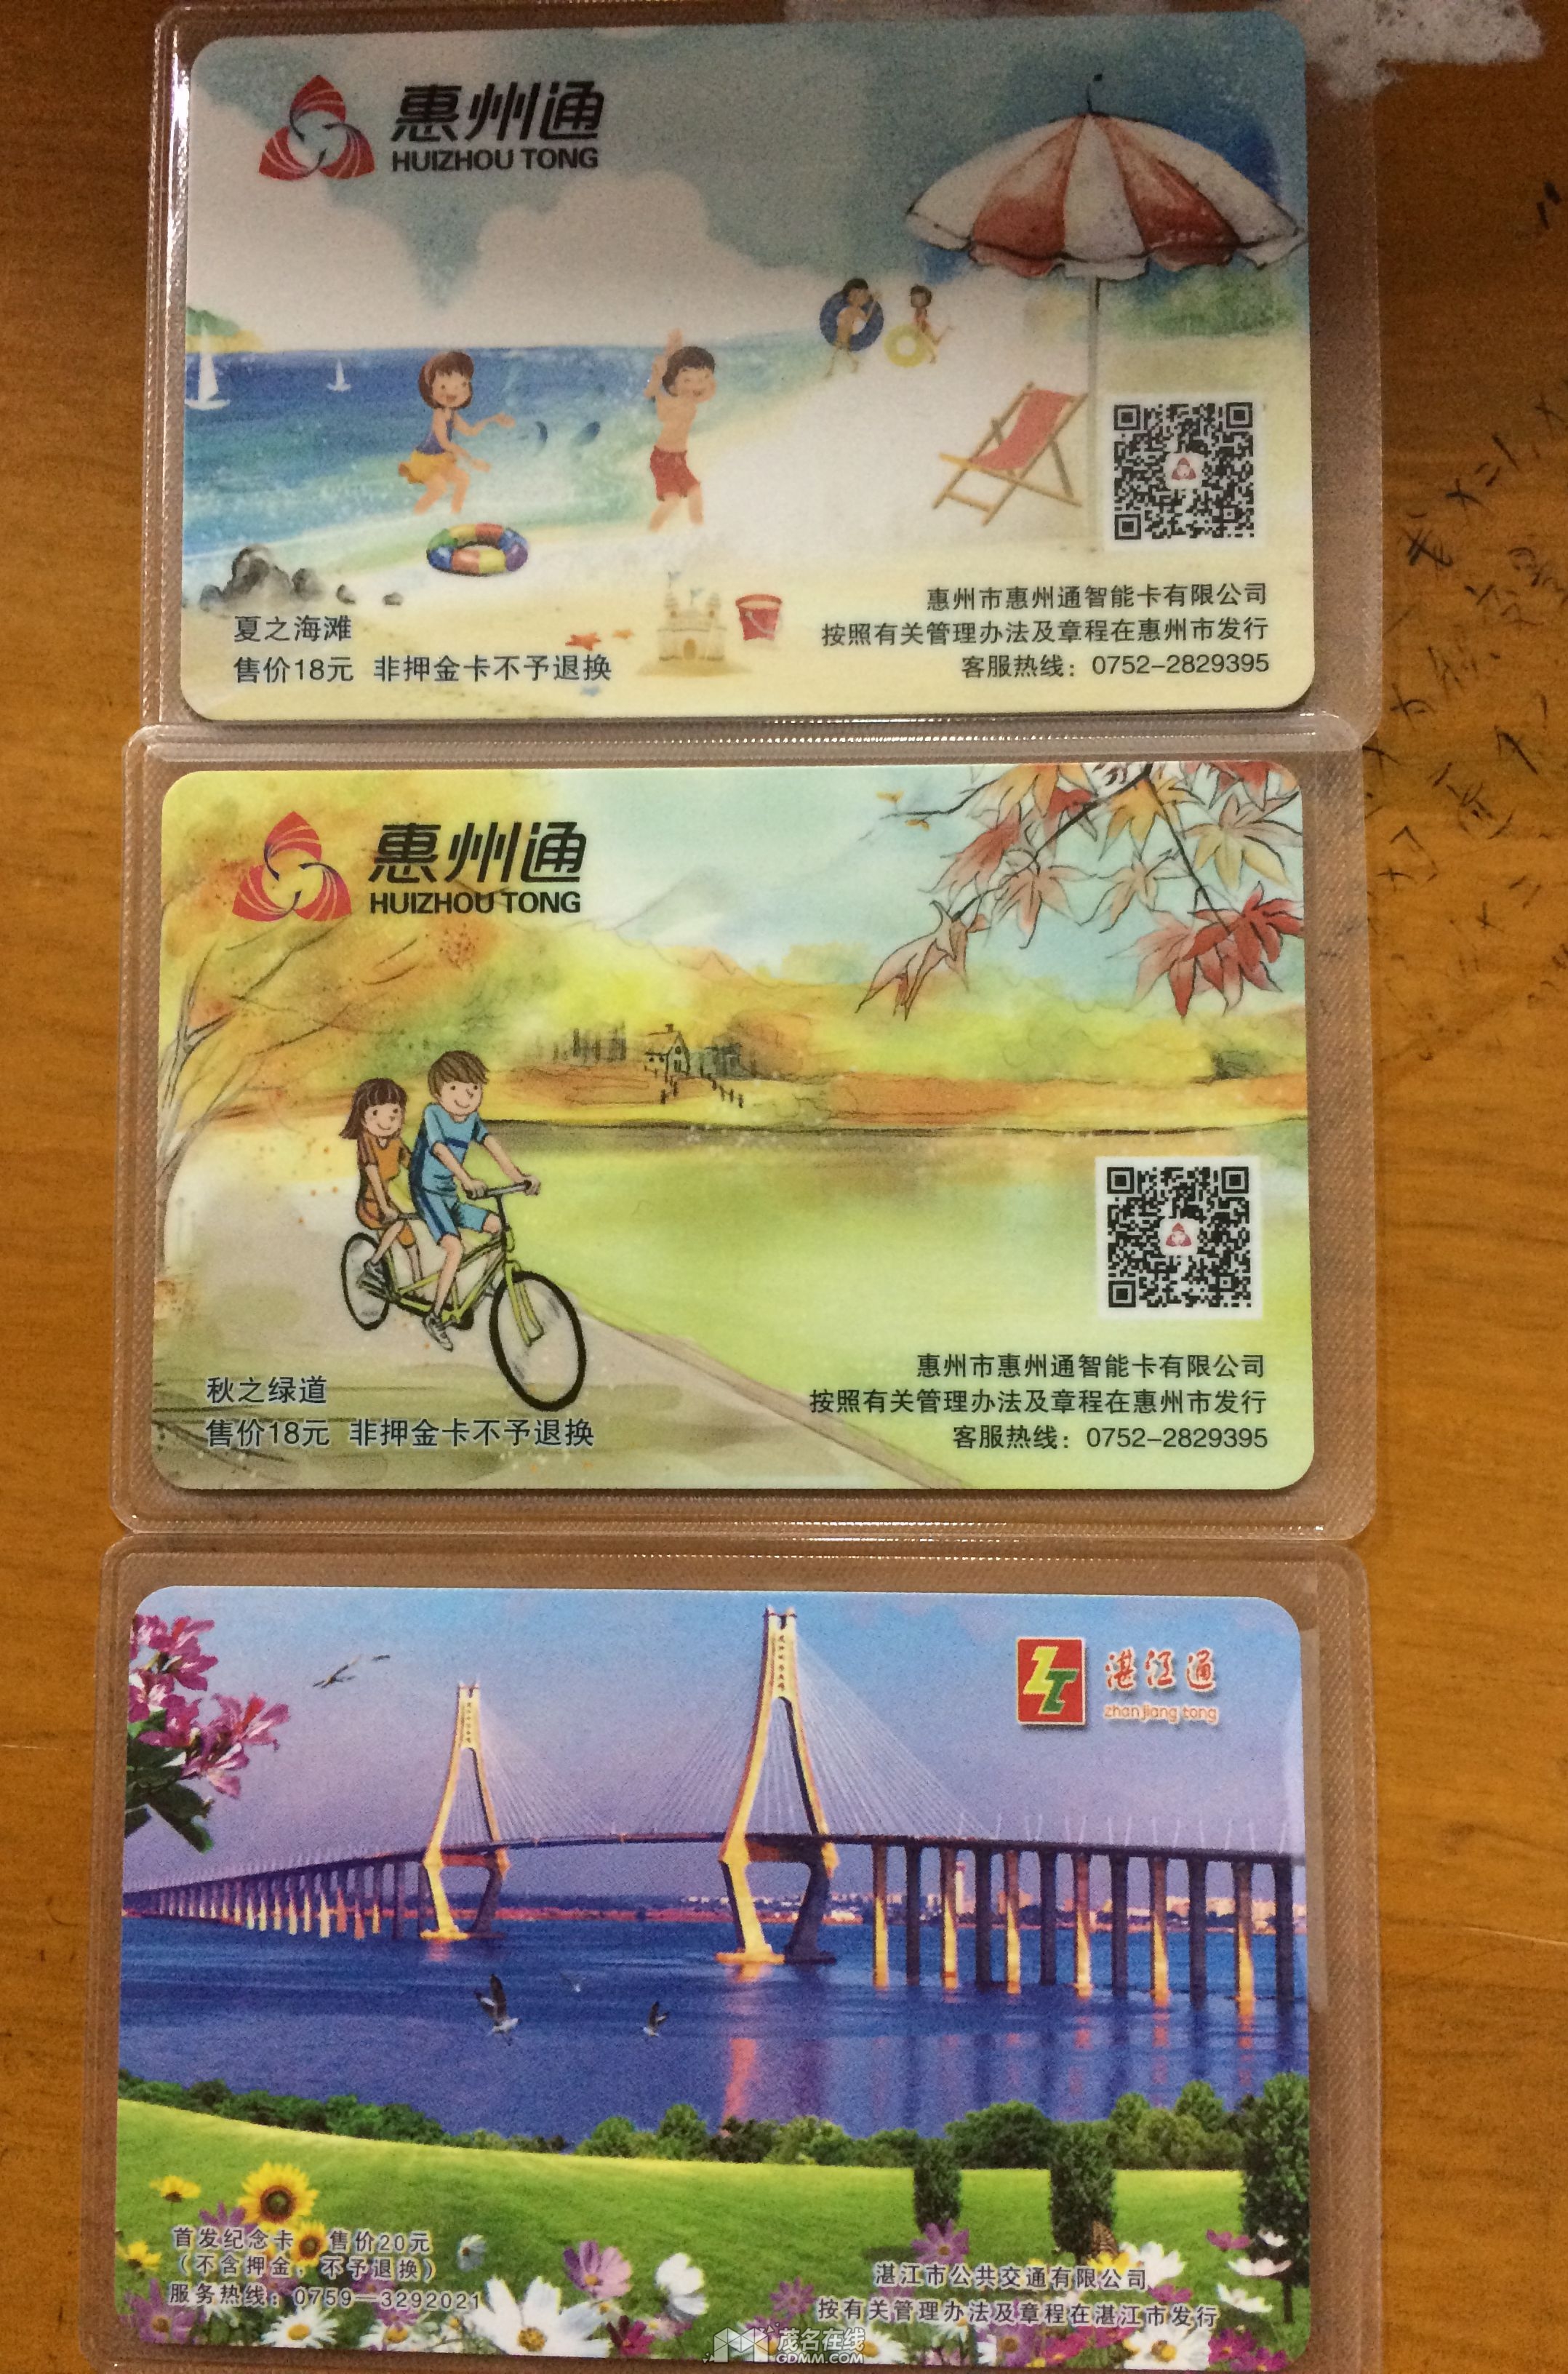 惠州通
HUIZHOU TONG
夏之海滩
售价18元 非押金卡不予退换
惠州市惠州通智能卡有限公司
按照有关管理办法及章程在惠州市发行
客服热线：0752-2829395
惠州通
HUIZHOU TONG
秋之绿道
售价18元 非押金卡不予退换
惠州市惠州通智能卡有限公司
按照有关管理办法及章程在惠州市发行
客服热线：0752-2829395
湛江通
zhanjiang tong
首发纪念卡 售价20元
（不含押金，不予退换）
服务热线：0759—3292021
湛江市公共交通有限公司
按有关管理办法及章程在湛江市发行
茂名在线
GDMM.COM